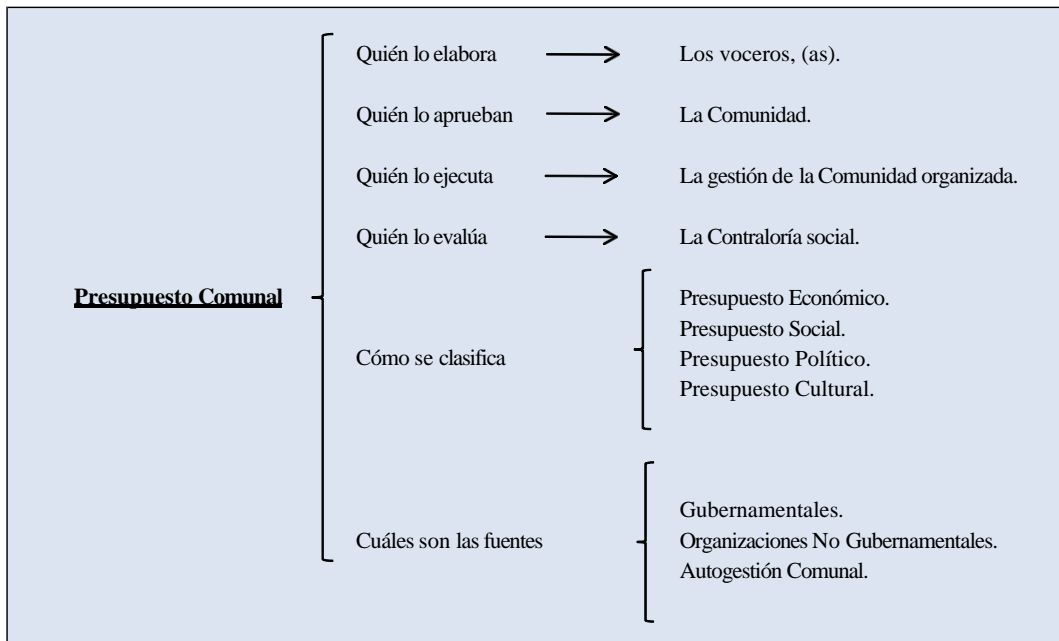 Quién lo elabora
Los voceros, (as).
Quién lo aprueban
La Comunidad.
Quién lo ejecuta
La gestión de la Comunidad organizada.
Quién lo evalúa
La Contraloría social.
Presupuesto Comunal
Cómo se clasifica
Presupuesto Económico.
Presupuesto Social.
Presupuesto Político.
Presupuesto Cultural.
Cuáles son las fuentes
Gubernamentales.
Organizaciones No Gubernamentales.
Autogestión Comunal.